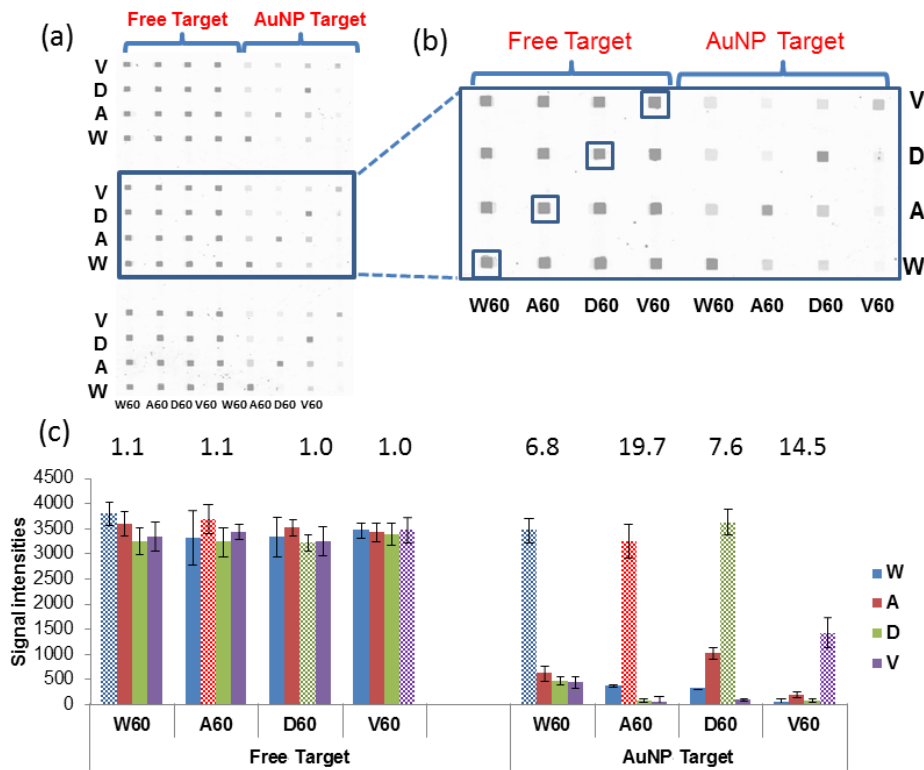 (a)
Free Target AuNP Target
V
D
A
W
V
D
A
W
V
D
A
W
W60 A60 D60 V60 W60 A60 D60 V60
(b)
Free Target AuNP Target
V
D
A
W
W60 A60 D60 V60 W60 A60 D60 V60
(c)
1.1 1.1 1.0 1.0 6.8 19.7 7.6 14.5
Signal intensities
4500
4000
3500
3000
2500
2000
1500
1000
500
0
W60 A60 D60 V60 W60 A60 D60 V60
Free Target AuNP Target
W
A
D
V